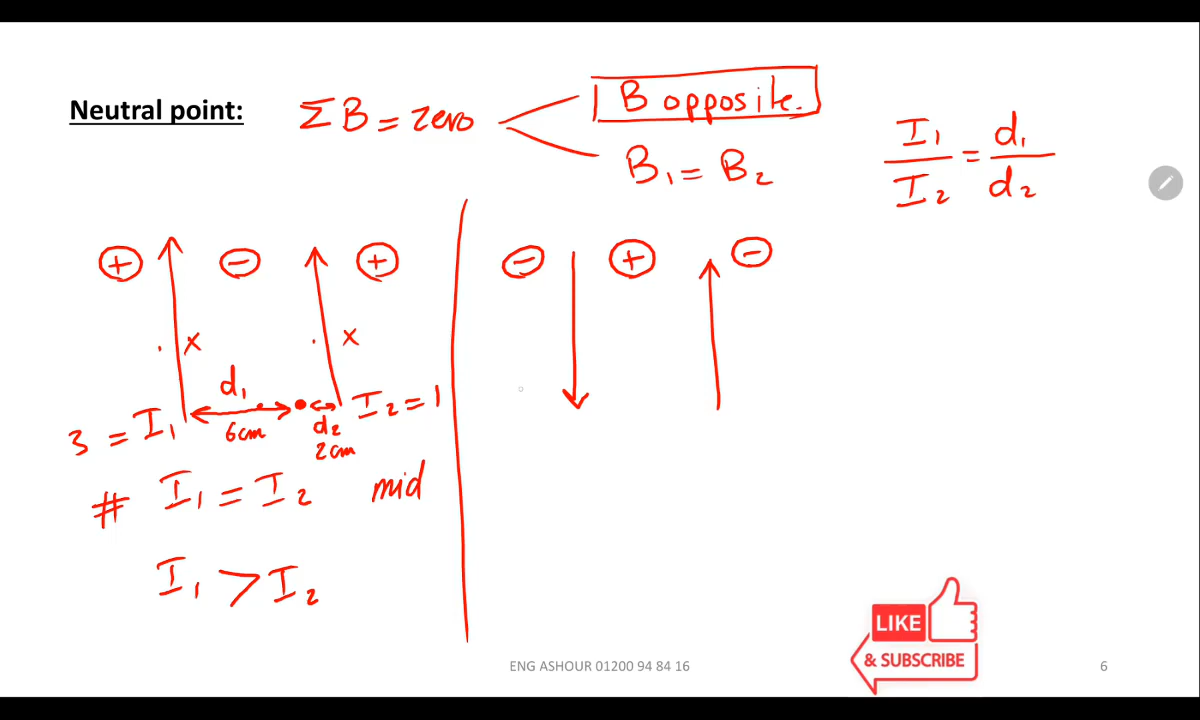 Neutral point: ΣB = zero
B opposite.
B₁ = B₂
I₁/I₂ = d₁/d₂
⊕ ⊖ ⊕
⊖ ⊕ ⊖
. x . x
d₁
3 = I₁
6cm
d₂
2cm
I₂ = 1
# I₁ = I₂ mid
I₁ > I₂
LIKE
& SUBSCRIBE
ENG ASHOUR 01200 94 84 16
6